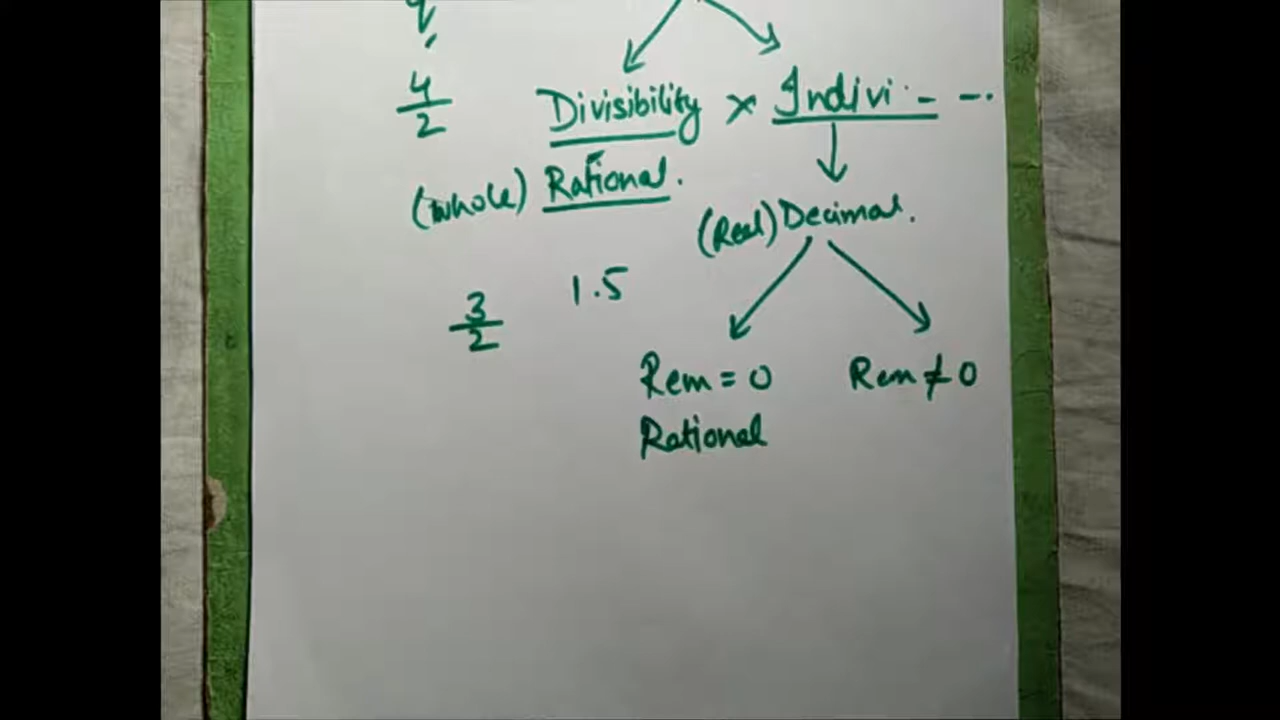 q
4
2
Divisibility × Indivi - -.
(whole) Rational.
(Real) Decimal.
3
2
1.5
Rem = 0
Rem ≠ 0
Rational